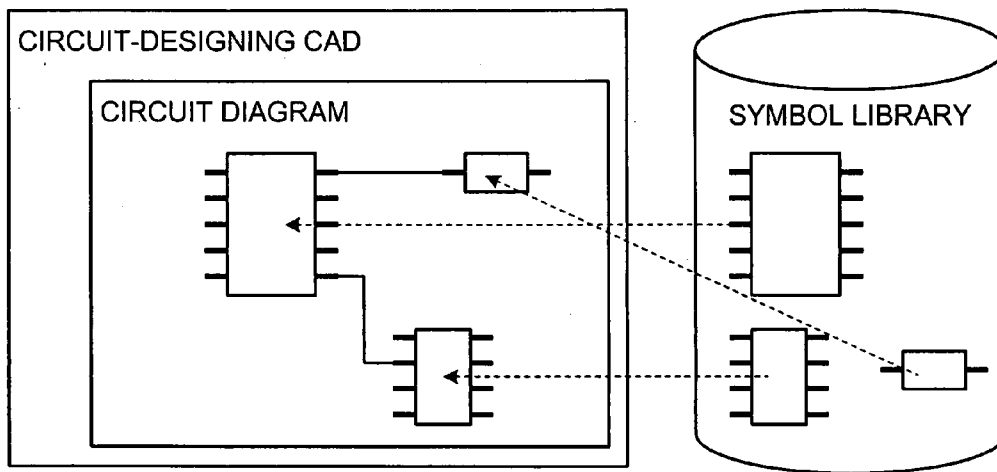 CIRCUIT-DESIGNING CAD
CIRCUIT DIAGRAM
SYMBOL LIBRARY